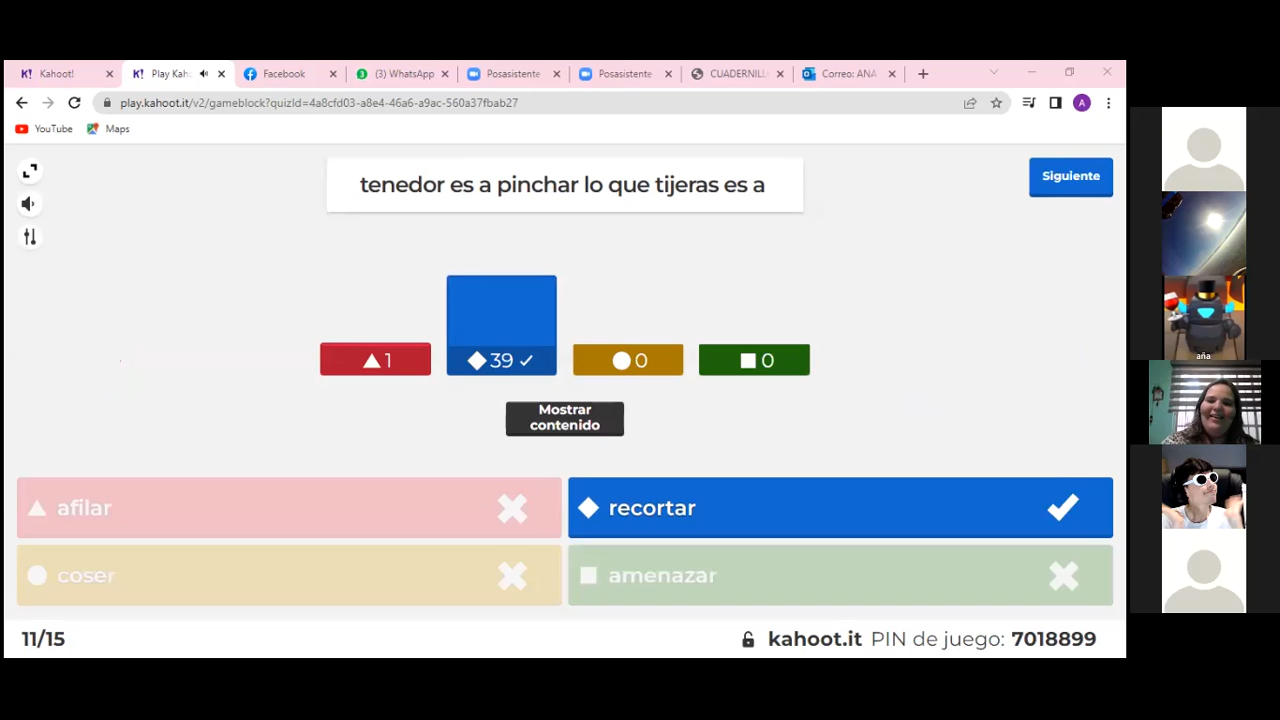 Kahoot!
Play Kah
Facebook
(3) WhatsApp
Posasistente
Posasistente
CUADERNILL
Correo: ANA
play.kahoot.it/v2/gameblock?quizId=4a8cfd03-a8e4-46a6-a9ac-560a37fbab27
A
YouTube
Maps
tenedor es a pinchar lo que tijeras es a
Siguiente
1
39
0
0
Mostrar
contenido
afilar
recortar
coser
amenazar
11/15
kahoot.it PIN de juego: 7018899
aña